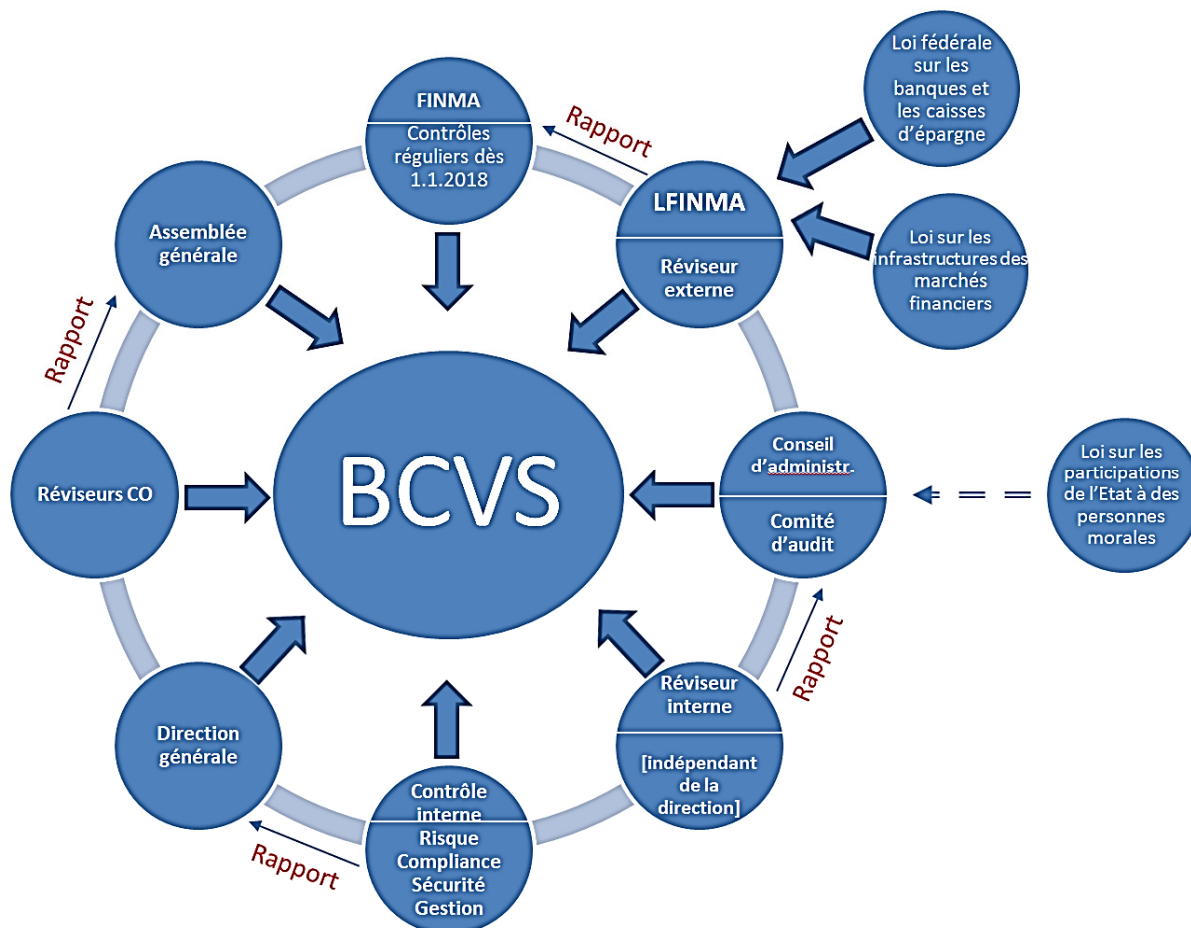 Loi fédérale
sur les
banques et
les caisses
d'épargne
FINMA
Contrôles
réguliers dès
1.1.2018
Rapport
LFINMA
Réviseur
externe
Loi sur les
infrastructures des
marchés
financiers
Assemblée
générale
Rapport
Réviseurs CO
BCVS
Conseil
d'administr.
Comité
d'audit
Loi sur les
participations
de l'Etat à des
personnes
morales
Direction
générale
Rapport
Contrôle
interne
Risque
Compliance
Sécurité
Gestion
Réviseur
interne
[indépendant
de la
direction]
Rapport